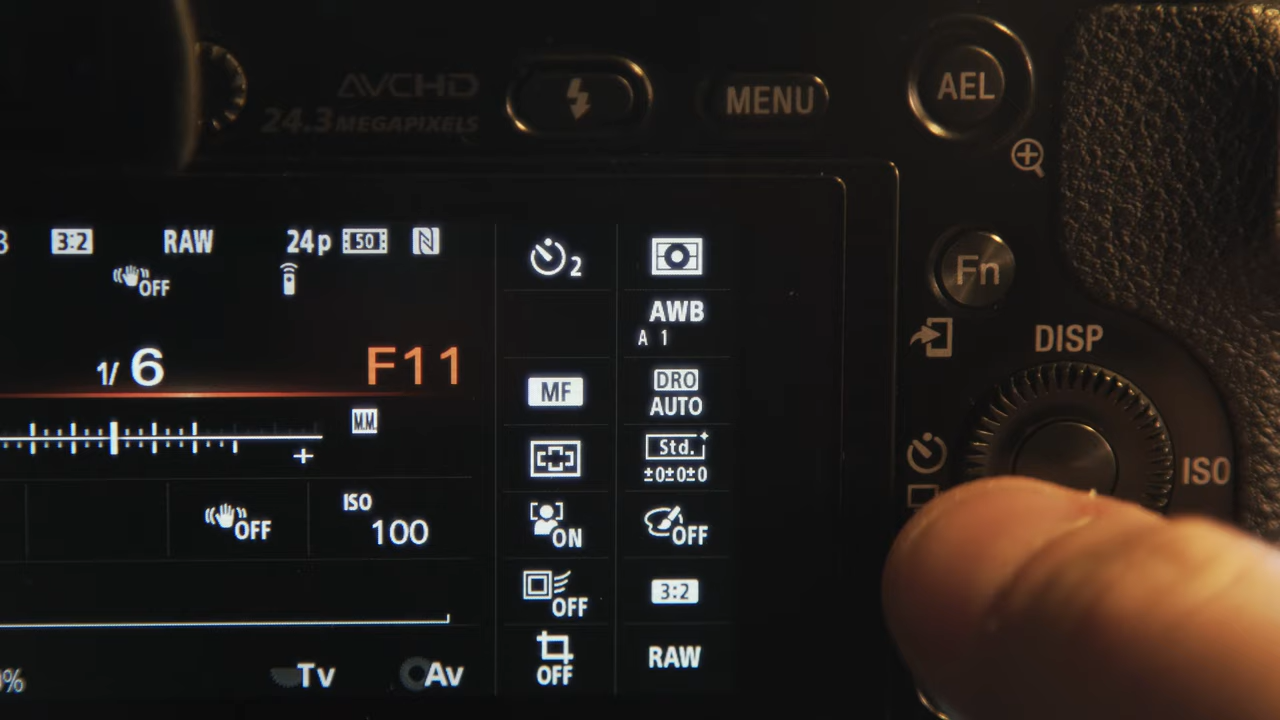 AVCHD
24.3 MEGAPIXELS
MENU
AEL
Fn
DISP
ISO
3:2 RAW 24p 50
OFF
1/6 F11
M.M.
+
OFF
ISO
100
%
Tv Av
2
MF
ON
OFF
OFF
AWB
A 1
DRO
AUTO
Std.
±0±0±0
OFF
3:2
RAW